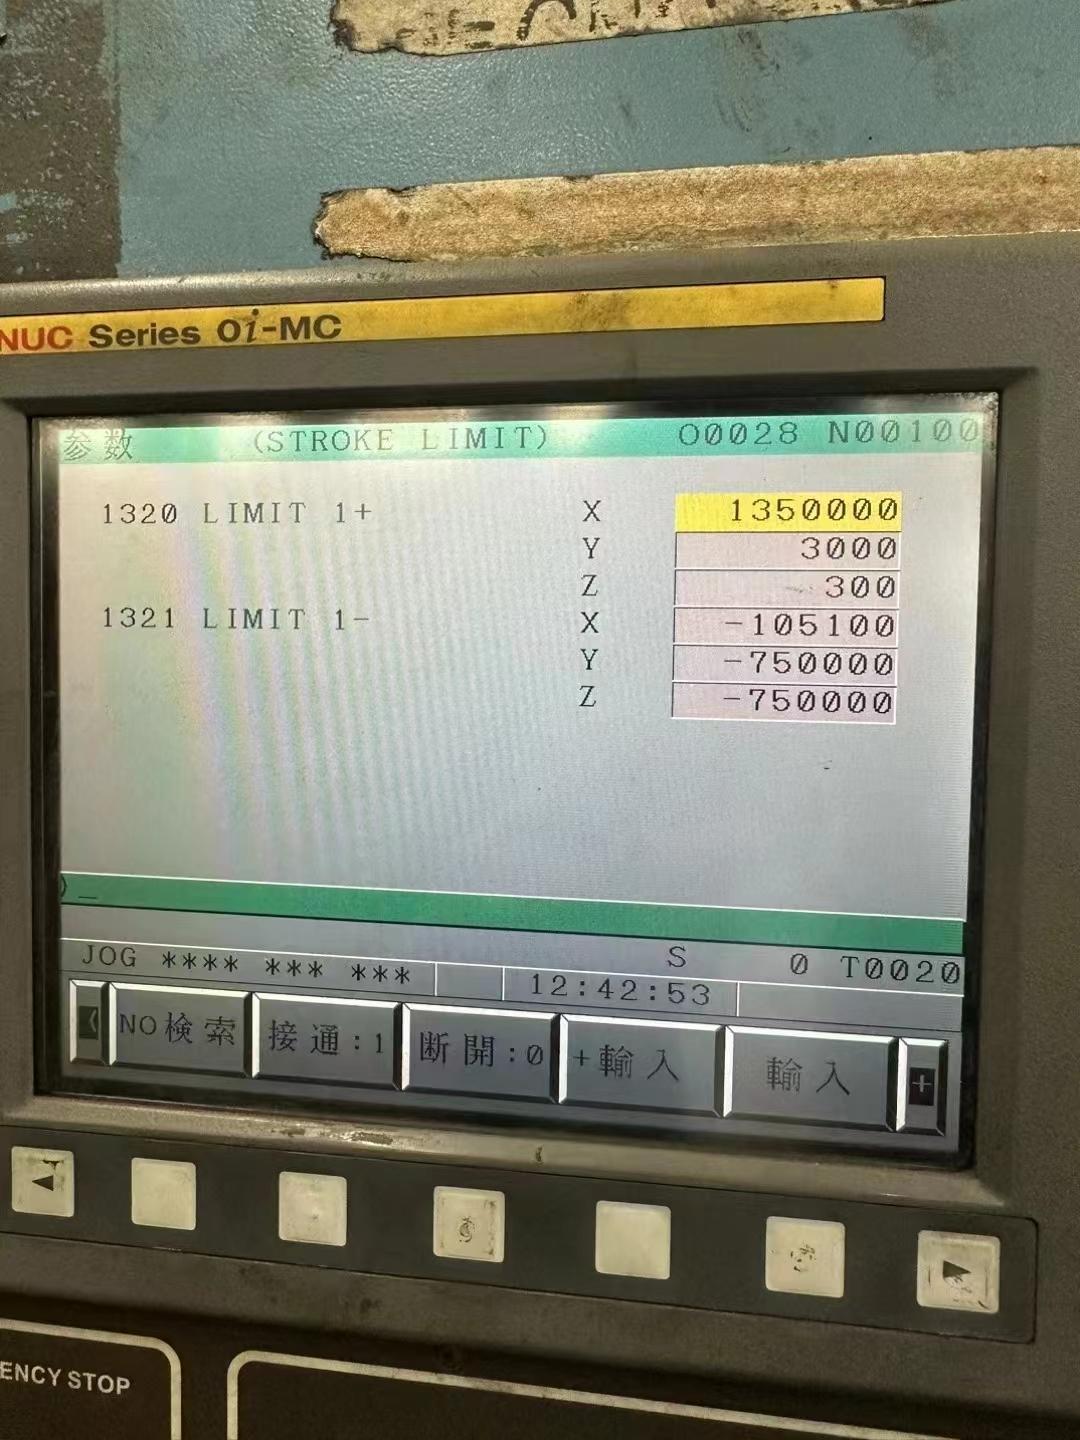 NUC Series 0i-MC
参数 (STROKE LIMIT) O0028 N00100
1320 LIMIT 1+ X 1350000
Y 3000
Z 300
1321 LIMIT 1- X -105100
Y -750000
Z -750000
)_
JOG **** *** *** S 0 T0020
12:42:53
NO検索 接通:1 断開:0 +輸入 輸入 +
ENCY STOP